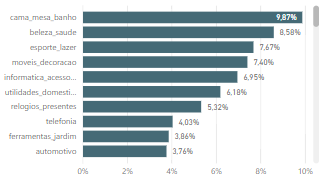 cama_mesa_banho 9,87%
beleza_saude 8,58%
esporte_lazer 7,67%
moveis_decoracao 7,40%
informatica_acesso... 6,95%
utilidades_domesti... 6,18%
relogios_presentes 5,32%
telefonia 4,03%
ferramentas_jardim 3,86%
automotivo 3,76%
0% 2% 4% 6% 8% 10%